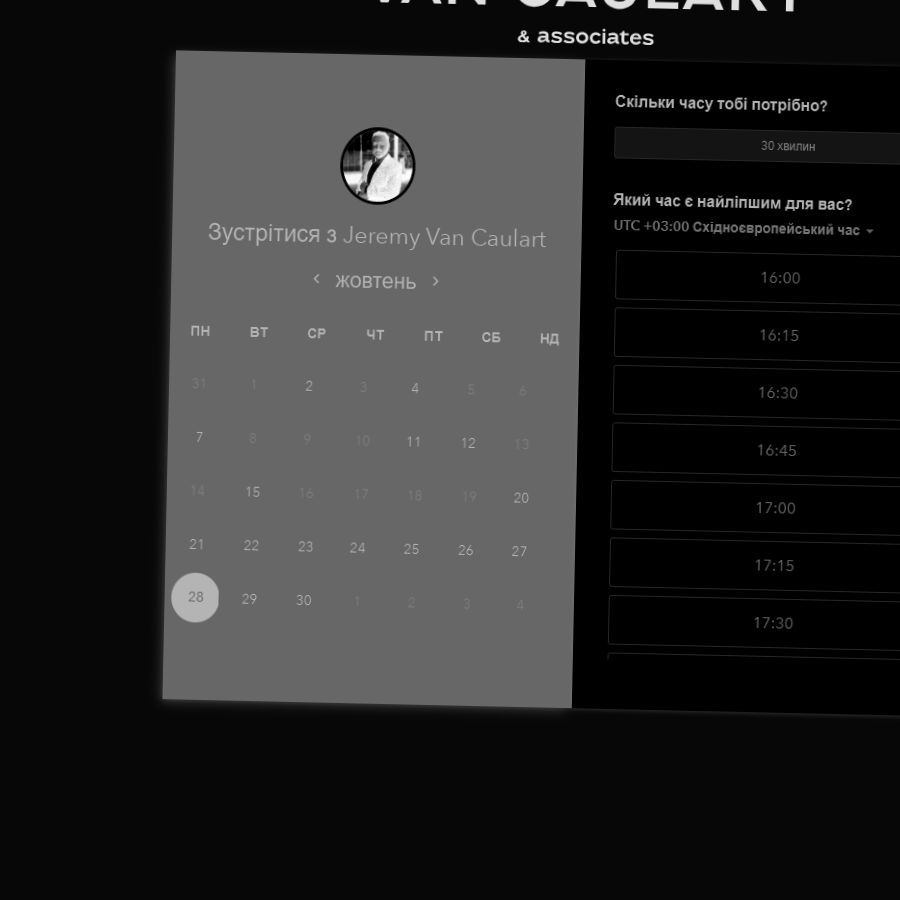 VAN CAULART
& associates
Зустрітися з Jeremy Van Caulart
жовтень
ПН ВТ СР ЧТ ПТ СБ НД
31 1 2 3 4 5 6
7 8 9 10 11 12 13
14 15 16 17 18 19 20
21 22 23 24 25 26 27
28 29 30 1 2 3 4
Скільки часу тобі потрібно?
30 хвилин
Який час є найліпшим для вас?
UTC +03:00 Східноєвропейський час
16:00
16:15
16:30
16:45
17:00
17:15
17:30